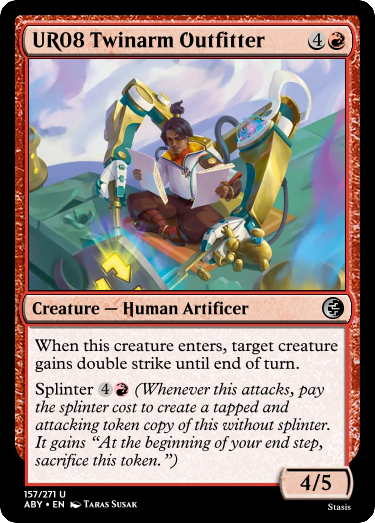 UR08 Twinarm Outfitter 4
Creature — Human Artificer
When this creature enters, target creature
gains double strike until end of turn.
Splinter 4 (Whenever this attacks, pay
the splinter cost to create a tapped and
attacking token copy of this without splinter.
It gains “At the beginning of your end step,
sacrifice this token.”)
4/5
157/271 U
ABY • EN Taras Susak
Stasis